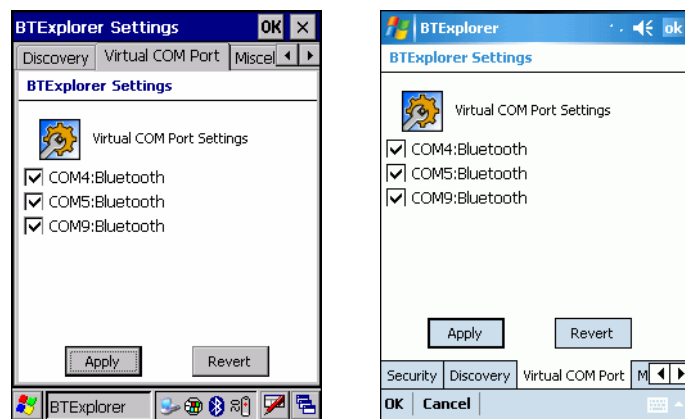 BTExplorer Settings OK
Discovery Virtual COM Port Miscel
BTExplorer Settings
Virtual COM Port Settings
COM4:Bluetooth
COM5:Bluetooth
COM9:Bluetooth
Apply Revert
BTExplorer
BTExplorer ok
BTExplorer Settings
Virtual COM Port Settings
COM4:Bluetooth
COM5:Bluetooth
COM9:Bluetooth
Apply Revert
Security Discovery Virtual COM Port M
OK Cancel